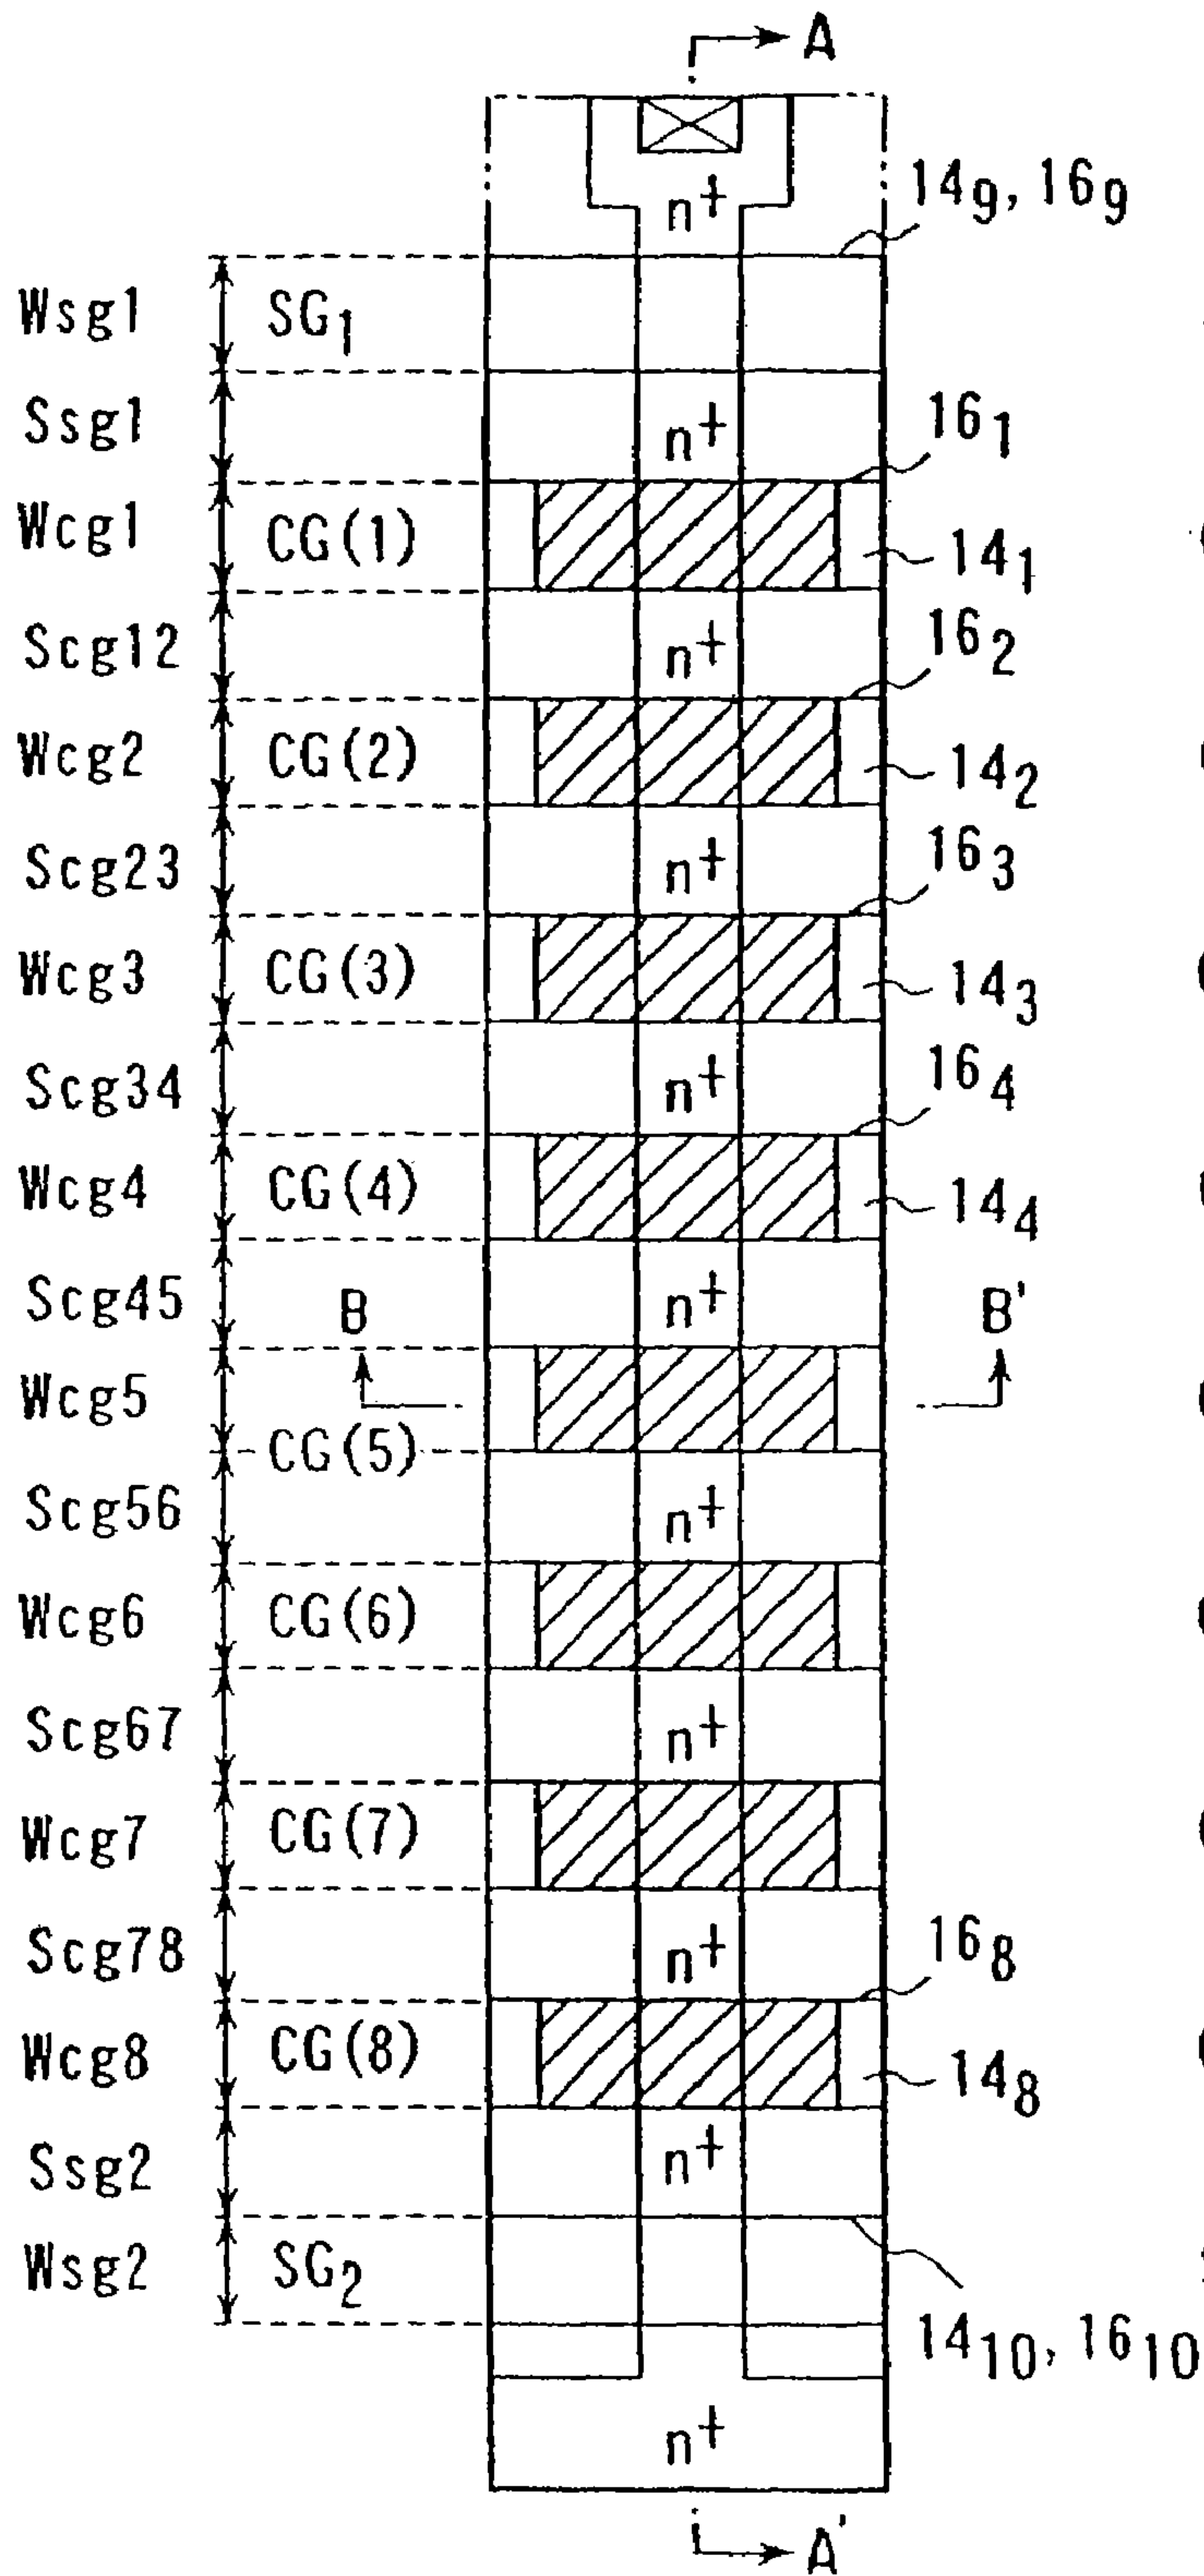 A
n+
14₉, 16₉
Wsg1 SG₁
Ssg1 n+ 16₁
Wcg1 CG(1) 14₁
Scg12 n+ 16₂
Wcg2 CG(2) 14₂
Scg23 n+ 16₃
Wcg3 CG(3) 14₃
Scg34 n+ 16₄
Wcg4 CG(4) 14₄
Scg45 B n+ B'
Wcg5
CG(5)
Scg56 n+
Wcg6 CG(6)
Scg67 n+
Wcg7 CG(7)
Scg78 n+ 16₈
Wcg8 CG(8) 14₈
Ssg2 n+
Wsg2 SG₂
14₁₀, 16₁₀
n+
A'